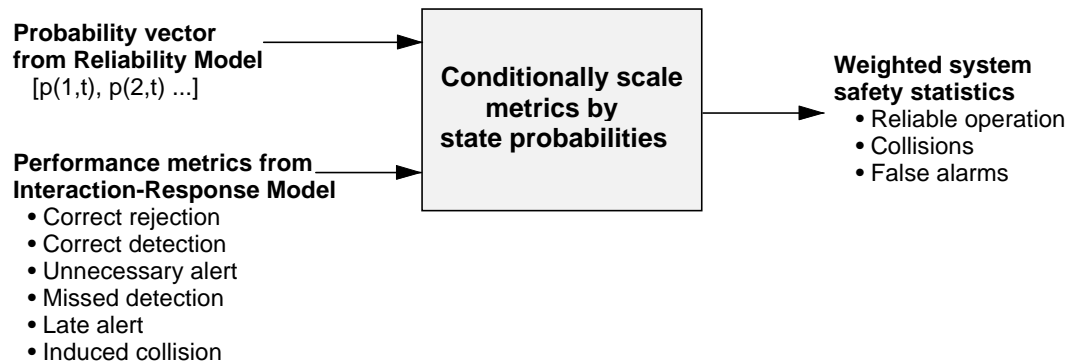 Probability vector
from Reliability Model
[p(1,t), p(2,t) ...]
Performance metrics from
Interaction-Response Model
• Correct rejection
• Correct detection
• Unnecessary alert
• Missed detection
• Late alert
• Induced collision
Conditionally scale
metrics by
state probabilities
Weighted system
safety statistics
• Reliable operation
• Collisions
• False alarms